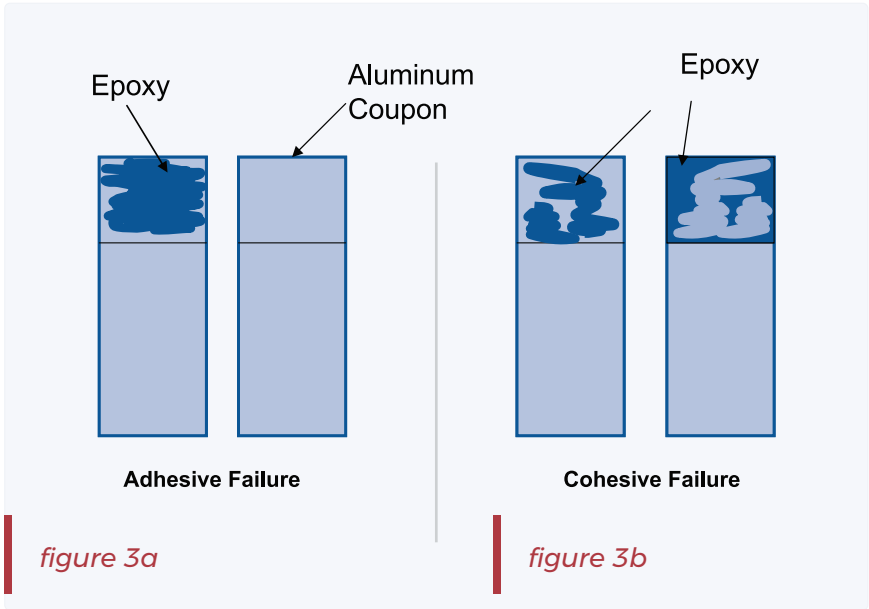 Epoxy
Aluminum
Coupon
Adhesive Failure
figure 3a
Epoxy
Cohesive Failure
figure 3b